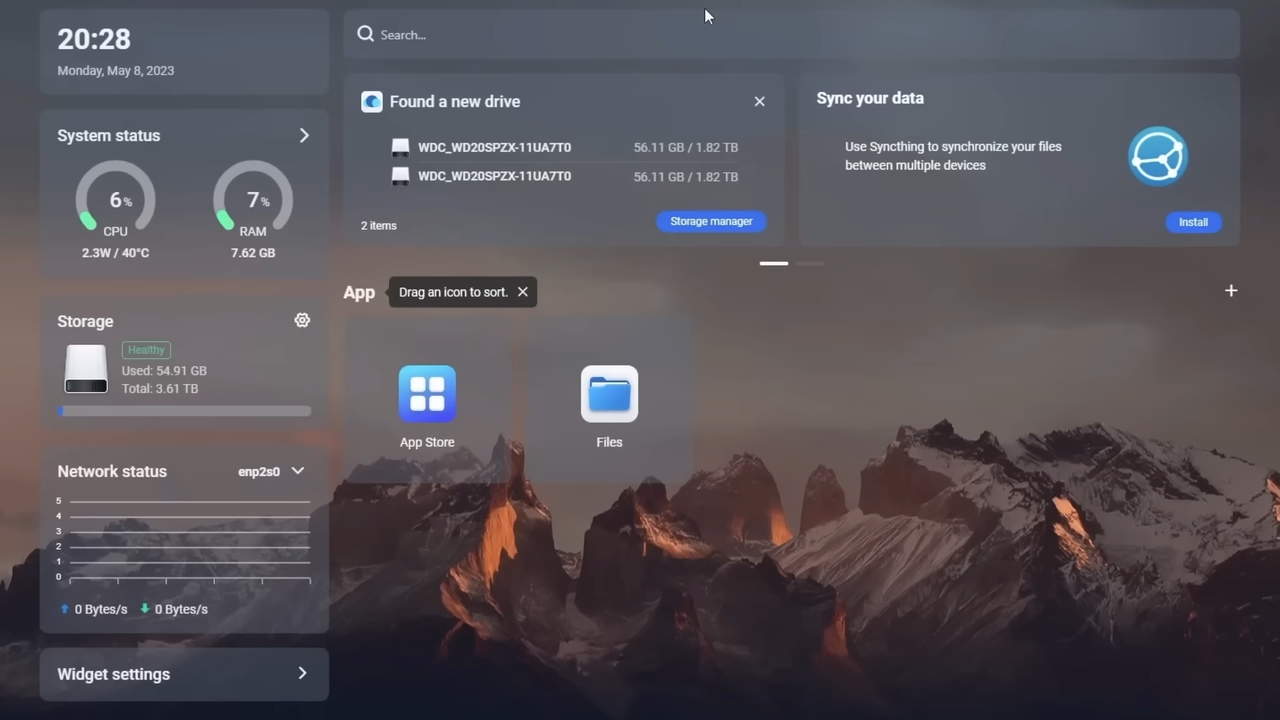 20:28
Monday, May 8, 2023
Search...
System status
6%
CPU
2.3W / 40°C
7%
RAM
7.62 GB
Found a new drive
WDC_WD20SPZX-11UA7T0 56.11 GB / 1.82 TB
WDC_WD20SPZX-11UA7T0 56.11 GB / 1.82 TB
2 items
Storage manager
Sync your data
Use Syncthing to synchronize your files
between multiple devices
Install
Storage
Healthy
Used: 54.91 GB
Total: 3.61 TB
App
Drag an icon to sort.
App Store
Files
Network status
enp2s0
5
4
3
2
1
0
0 Bytes/s 0 Bytes/s
Widget settings